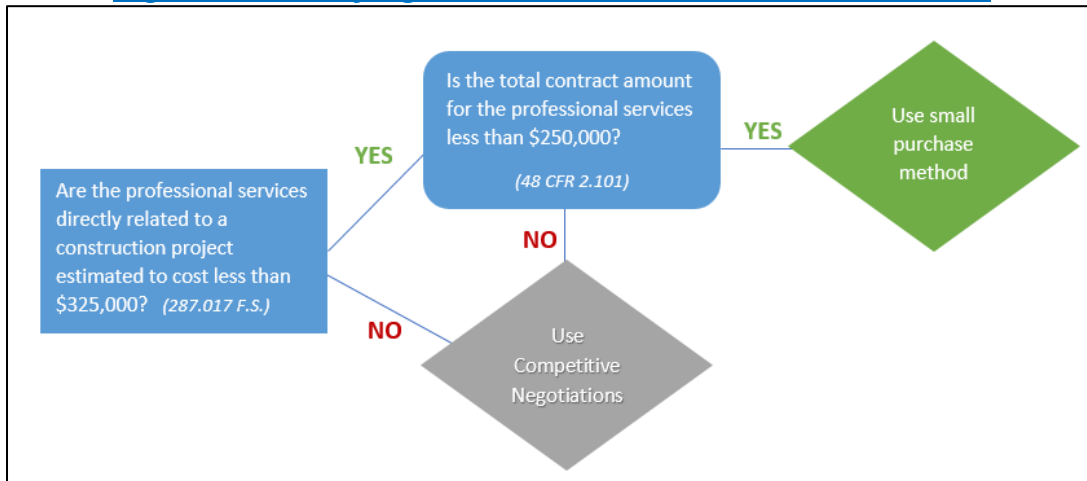 Is the total contract amount
for the professional services
less than $250,000?
(48 CFR 2.101)
YES
Use small
purchase
method
YES
Are the professional services
directly related to a
construction project
estimated to cost less than
$325,000? (287.017 F.S.)
NO
NO
Use
Competitive
Negotiations